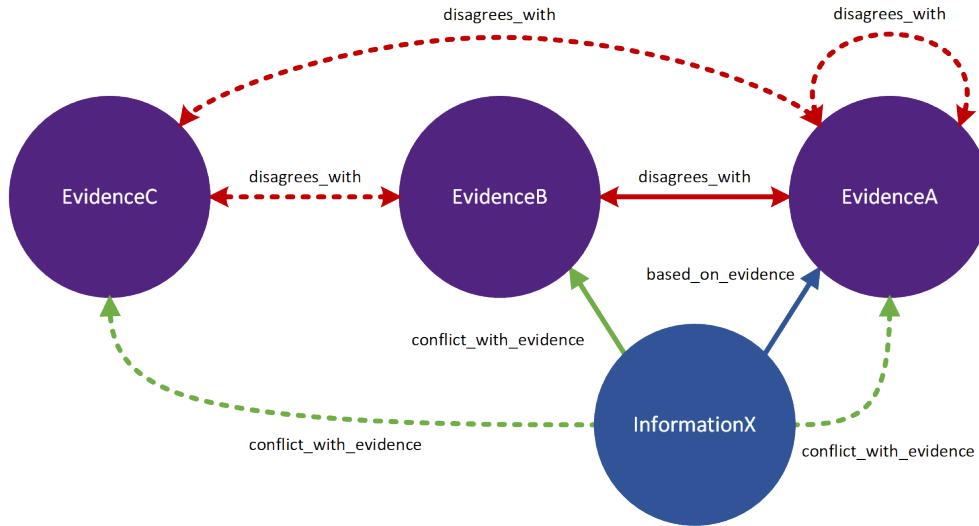 disagrees_with
disagrees_with
EvidenceC
disagrees_with
EvidenceB
disagrees_with
EvidenceA
based_on_evidence
conflict_with_evidence
InformationX
conflict_with_evidence
conflict_with_evidence